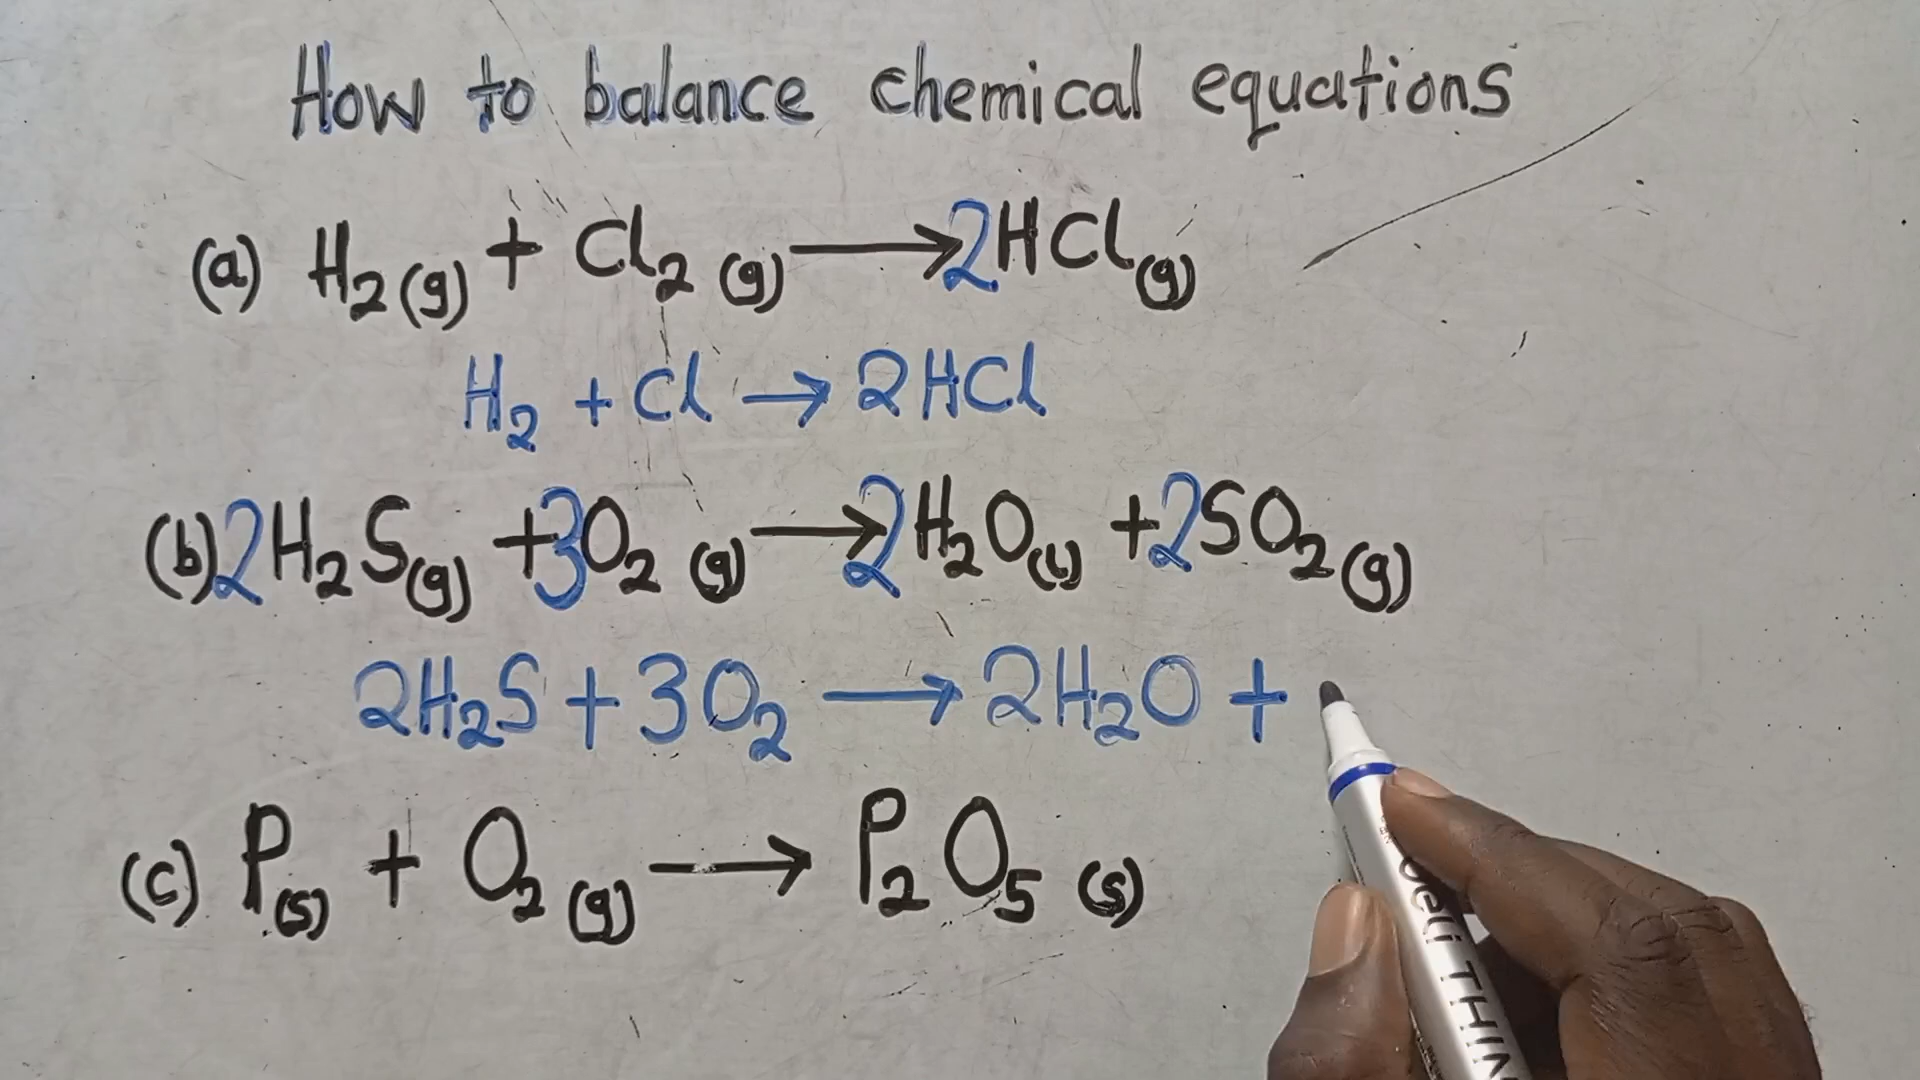 How to balance chemical equations
(a) H₂(g) + Cl₂ (g) ⟶ 2HCl(g)
H₂ + Cl → 2HCl
(b) 2H₂S(g) + 3O₂ (g) ⟶ 2H₂O(l) + 2SO₂(g)
2H₂S + 3O₂ ⟶ 2H₂O +
(c) P(s) + O₂ (g) ⟶ P₂O₅ (s)